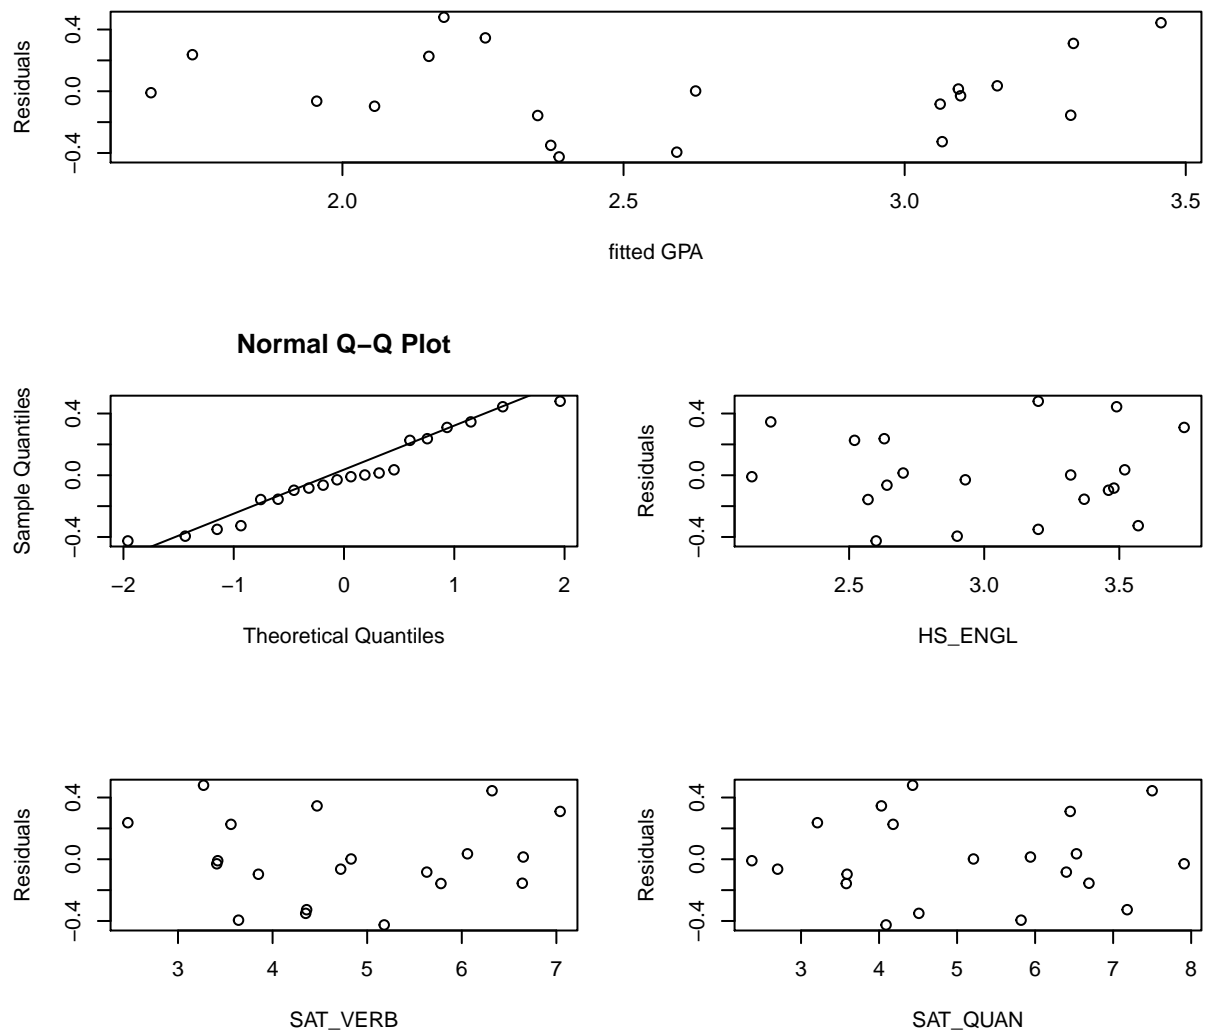 Residuals
−0.4 0.0 0.4
2.0 2.5 3.0 3.5
fitted GPA
Normal Q−Q Plot
Sample Quantiles
−0.4 0.0 0.4
−2 −1 0 1 2
Theoretical Quantiles
Residuals
−0.4 0.0 0.4
2.5 3.0 3.5
HS_ENGL
Residuals
−0.4 0.0 0.4
3 4 5 6 7
SAT_VERB
Residuals
−0.4 0.0 0.4
3 4 5 6 7 8
SAT_QUAN